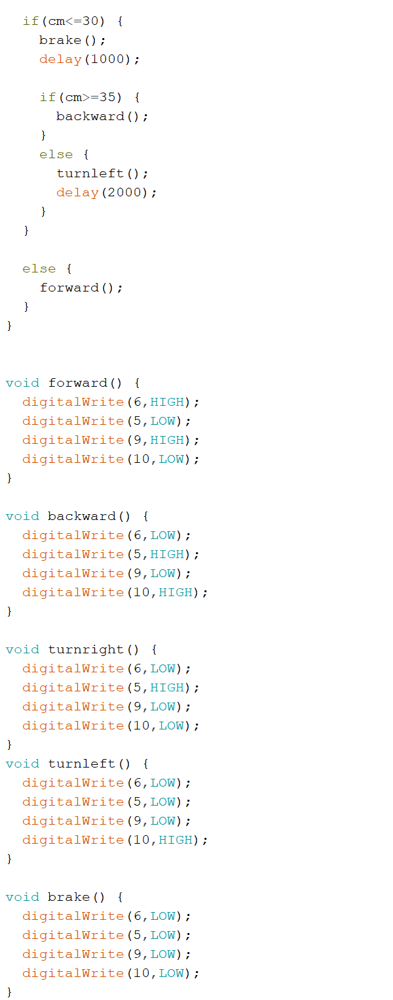 if(cm<=30) {
brake();
delay(1000);
if(cm>=35) {
backward();
}
else {
turnleft();
delay(2000);
}
}
else {
forward();
}
}
void forward() {
digitalWrite(6,HIGH);
digitalWrite(5,LOW);
digitalWrite(9,HIGH);
digitalWrite(10,LOW);
}
void backward() {
digitalWrite(6,LOW);
digitalWrite(5,HIGH);
digitalWrite(9,LOW);
digitalWrite(10,HIGH);
}
void turnright() {
digitalWrite(6,LOW);
digitalWrite(5,HIGH);
digitalWrite(9,LOW);
digitalWrite(10,LOW);
}
void turnleft() {
digitalWrite(6,LOW);
digitalWrite(5,LOW);
digitalWrite(9,LOW);
digitalWrite(10,HIGH);
}
void brake() {
digitalWrite(6,LOW);
digitalWrite(5,LOW);
digitalWrite(9,LOW);
digitalWrite(10,LOW);
}